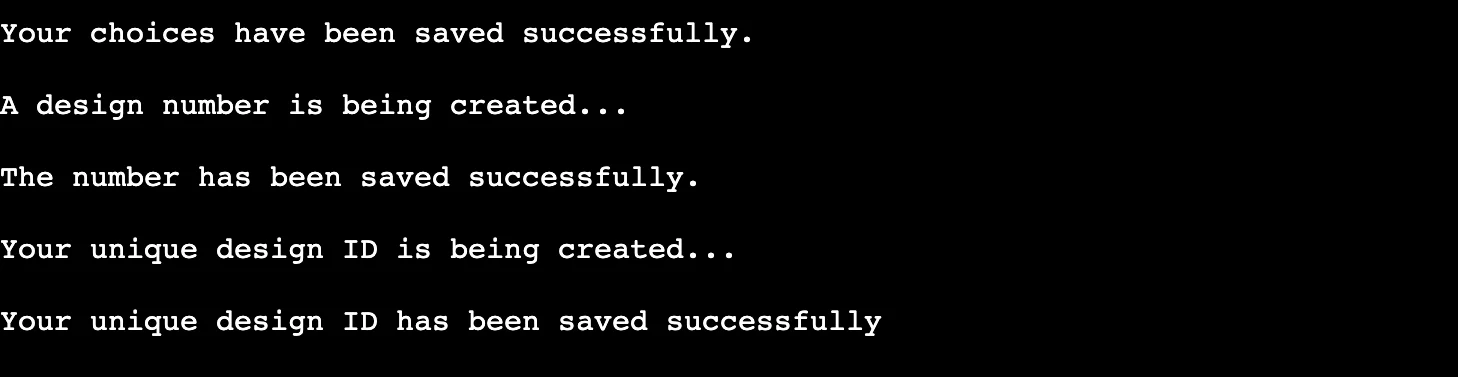 Your choices have been saved successfully.
A design number is being created...
The number has been saved successfully.
Your unique design ID is being created...
Your unique design ID has been saved successfully